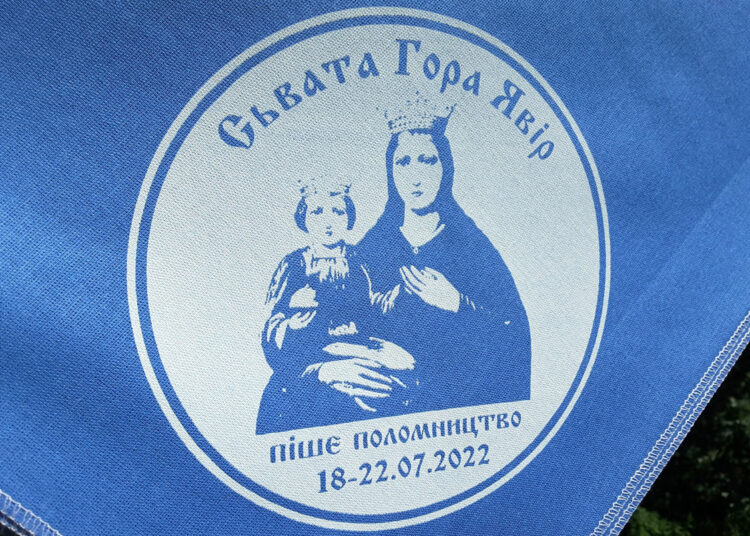 Сьвата Гора Явір
піше поломництво
18-22.07.2022